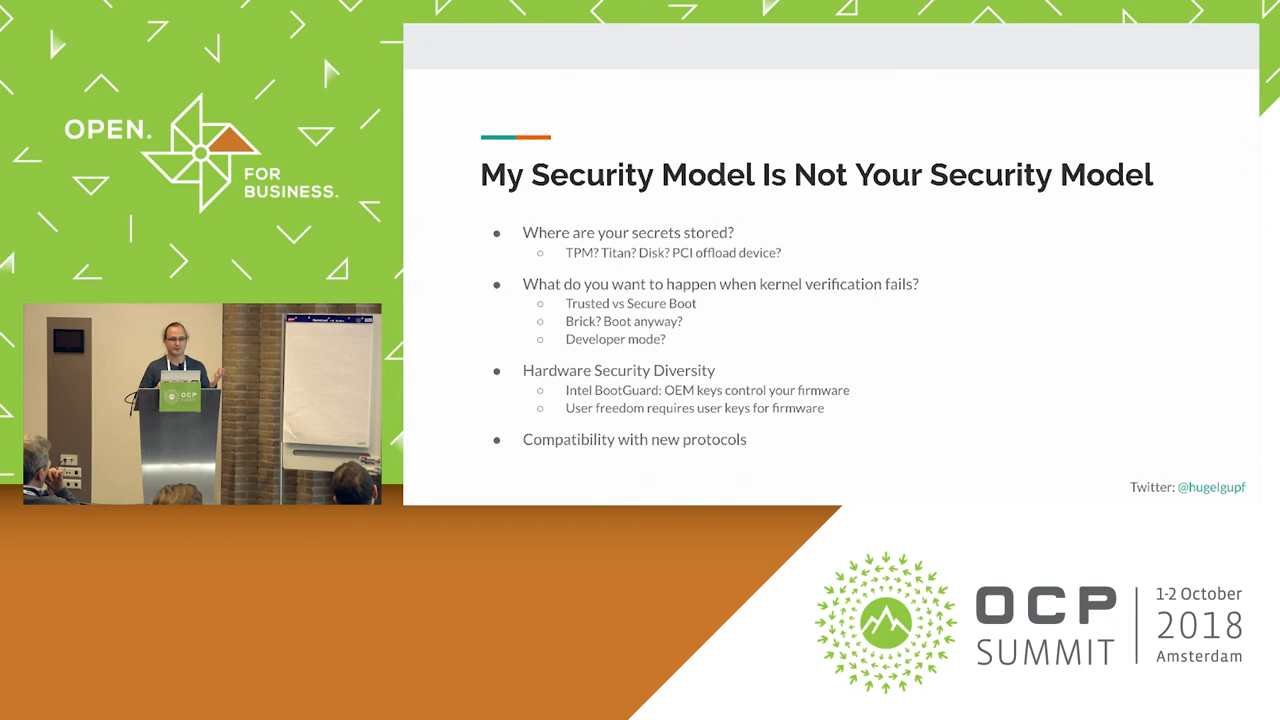 OPEN.
FOR
BUSINESS.
My Security Model Is Not Your Security Model
Where are your secrets stored?
TPM? Titan? Disk? PCI offload device?
What do you want to happen when kernel verification fails?
Trusted vs Secure Boot
Brick? Boot anyway?
Developer mode?
Hardware Security Diversity
Intel BootGuard: OEM keys control your firmware
User freedom requires user keys for firmware
Compatibility with new protocols
Twitter: @hugelgupf
OCP
SUMMIT
OCP
SUMMIT
1-2 October
2018
Amsterdam